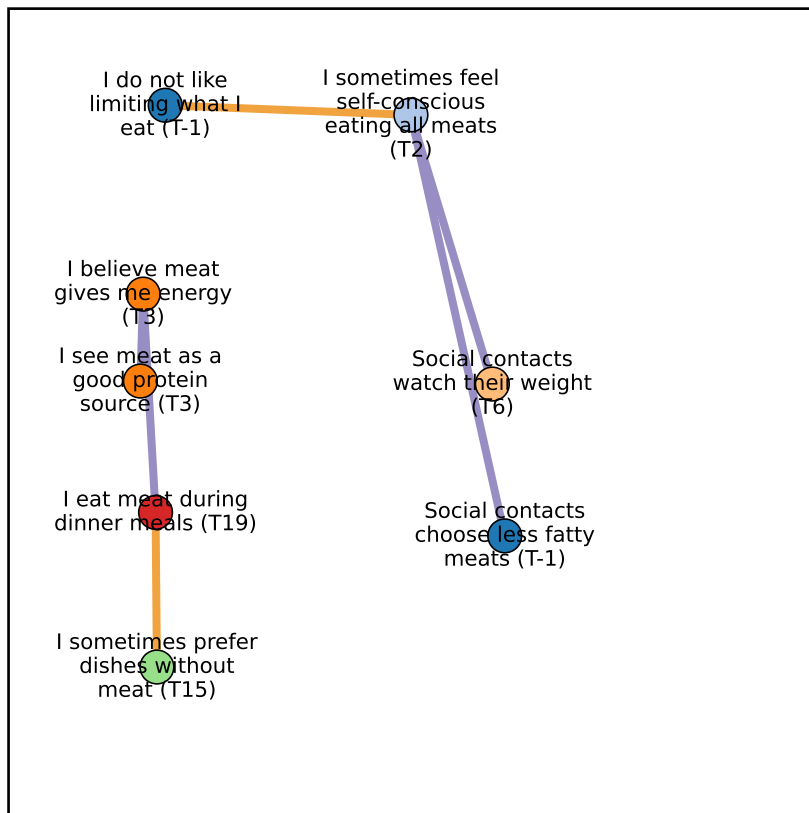 I do not like
limiting what I
eat (T-1)
I sometimes feel
self-conscious
eating all meats
(T2)
I believe meat
gives me energy
(T3)
I see meat as a
good protein
source (T3)
Social contacts
watch their weight
(T6)
I eat meat during
dinner meals (T19)
Social contacts
choose less fatty
meats (T-1)
I sometimes prefer
dishes without
meat (T15)